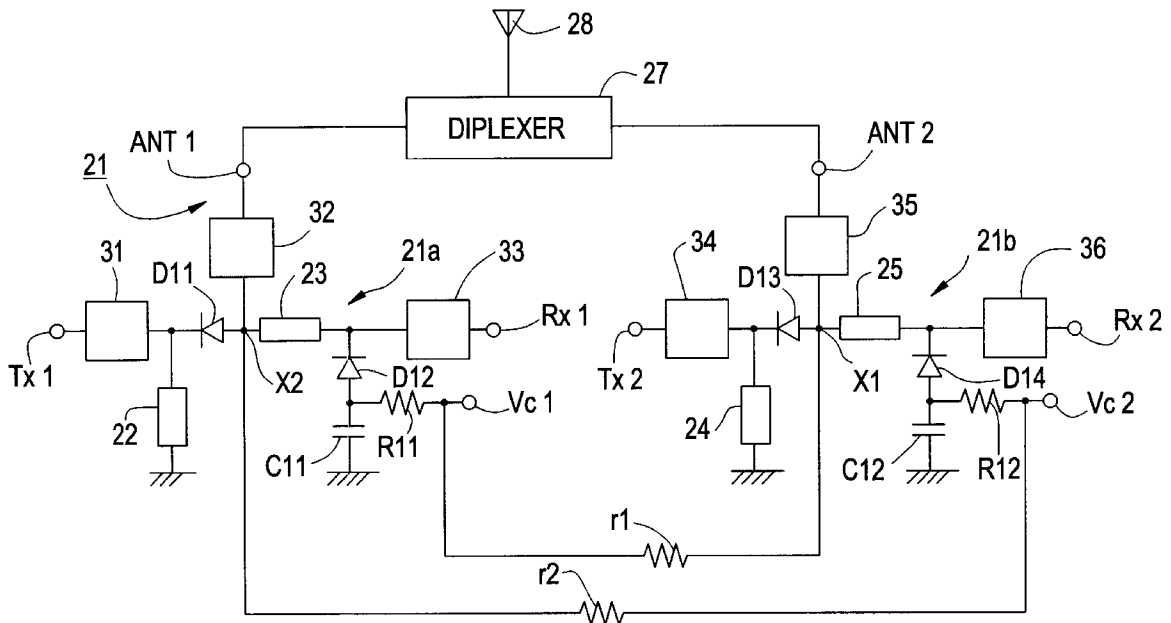 28
27
DIPLEXER
ANT 1
ANT 2
21
32
35
31
D11
23
21a
33
34
D13
25
21b
36
Tx 1
X2
D12
Rx 1
Tx 2
X1
D14
Rx 2
22
C11
R11
Vc 1
24
C12
R12
Vc 2
r1
r2